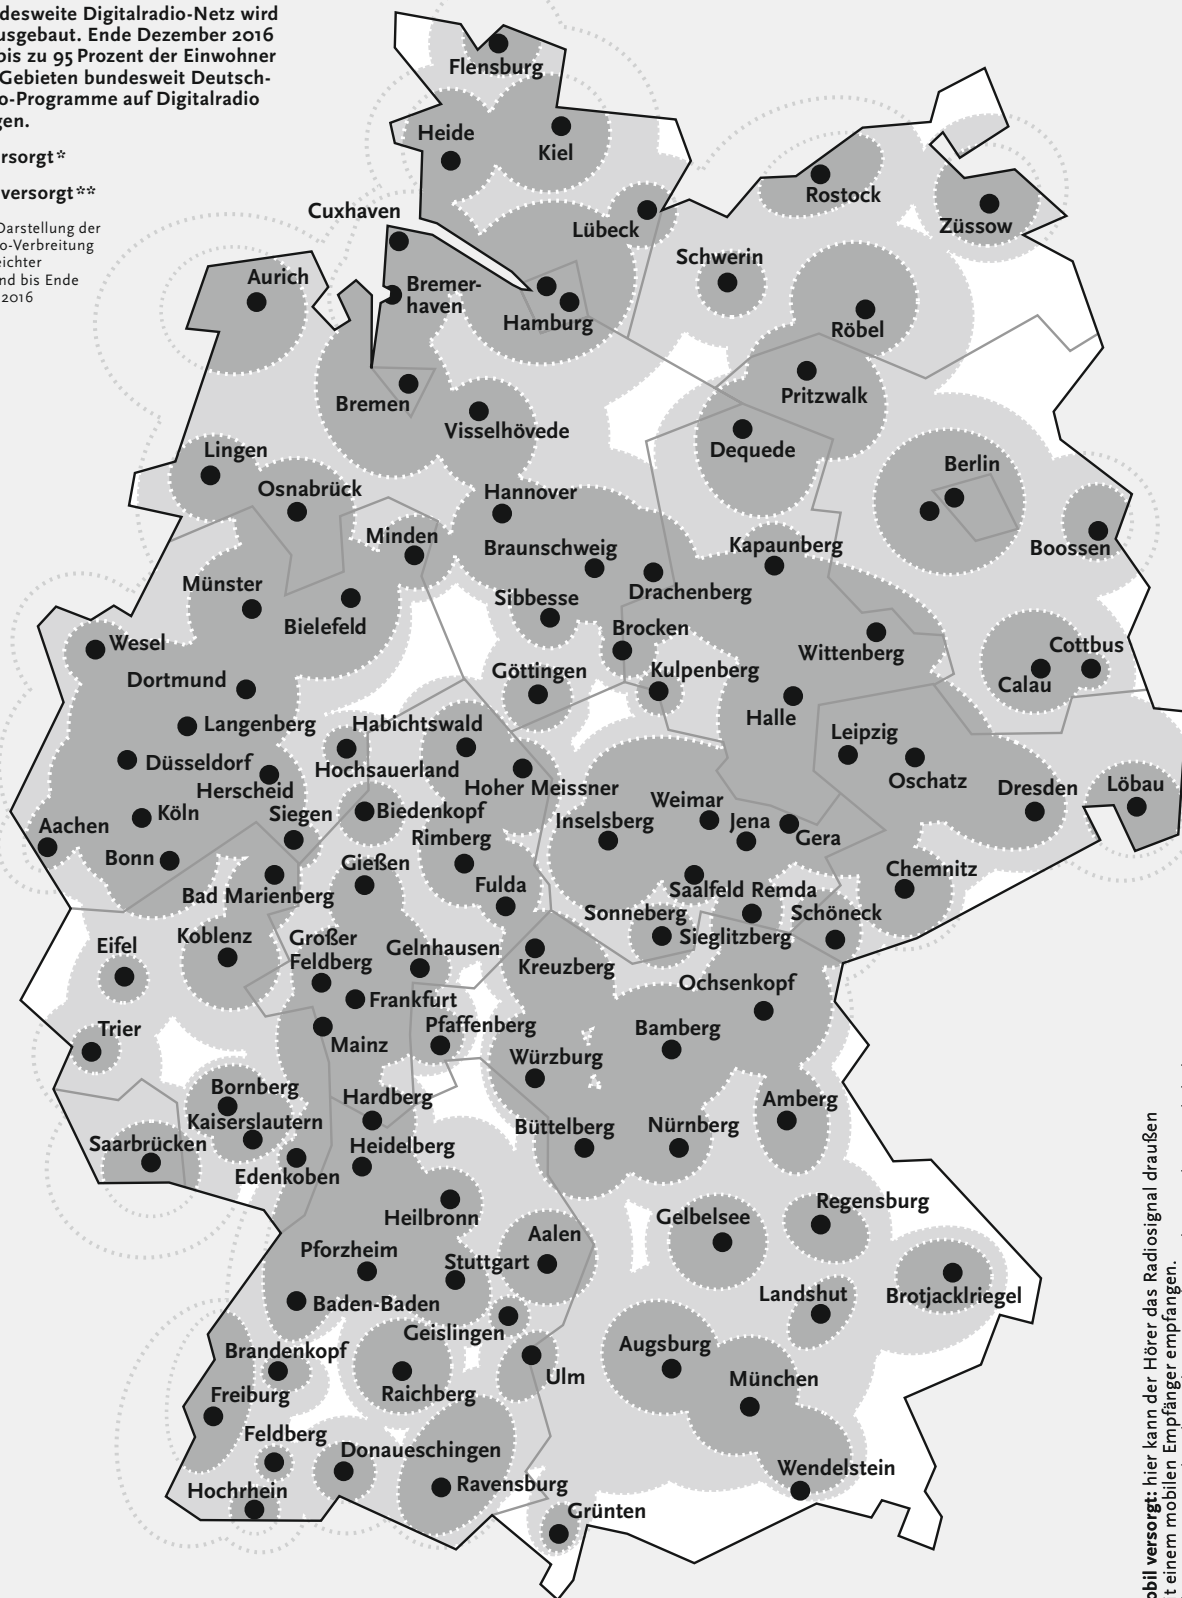 desweite Digitalradio-Netz wird
usgebaut. Ende Dezember 2016
bis zu 95 Prozent der Einwohner
Gebieten bundesweit Deutsch-
o-Programme auf Digitalradio
gen.
rsorgt*
versorgt**
Darstellung der
o-Verbreitung
eichter
nd bis Ende
2016
Flensburg
Heide
Kiel
Rostock
Cuxhaven
Lübeck
Züssow
Schwerin
Aurich
Bremer-
haven
Hamburg
Röbel
Bremen
Pritzwalk
Visselhövede
Lingen
Dequede
Berlin
Osnabrück
Hannover
Minden
Braunschweig
Kapaunberg
Boossen
Münster
Sibbesse
Drachenberg
Bielefeld
Brocken
Wesel
Wittenberg
Cottbus
Göttingen
Kulpenberg
Dortmund
Calau
Langenberg
Habichtswald
Halle
Leipzig
Düsseldorf
Hochsauerland
Herscheid
Hoher Meissner
Oschatz
Dresden
Löbau
Köln
Siegen
Biedenkopf
Weimar
Aachen
Rimberg
Inselsberg
Jena
Gera
Bonn
Gießen
Chemnitz
Bad Marienberg
Fulda
Saalfeld Remda
Sonneberg
Schöneck
Eifel
Koblenz
Großer
Feldberg
Gelnhausen
Sieglitzberg
Kreuzberg
Ochsenkopf
Frankfurt
Trier
Mainz
Pfaffenberg
Bamberg
Würzburg
Bornberg
Hardberg
Amberg
Kaiserslautern
Büttelberg
Nürnberg
Saarbrücken
Heidelberg
Edenkoben
Regensburg
Heilbronn
Gelbelsee
Aalen
Pforzheim
Stuttgart
Landshut
Brotjacklriegel
Baden-Baden
Geislingen
Augsburg
Brandenkopf
Ulm
München
Freiburg
Raichberg
Feldberg
Donaueschingen
Wendelstein
Hochrhein
Ravensburg
Grünten
obil versorgt: hier kann der Hörer das Radiosignal draußen
t einem mobilen Empfänger empfangen.